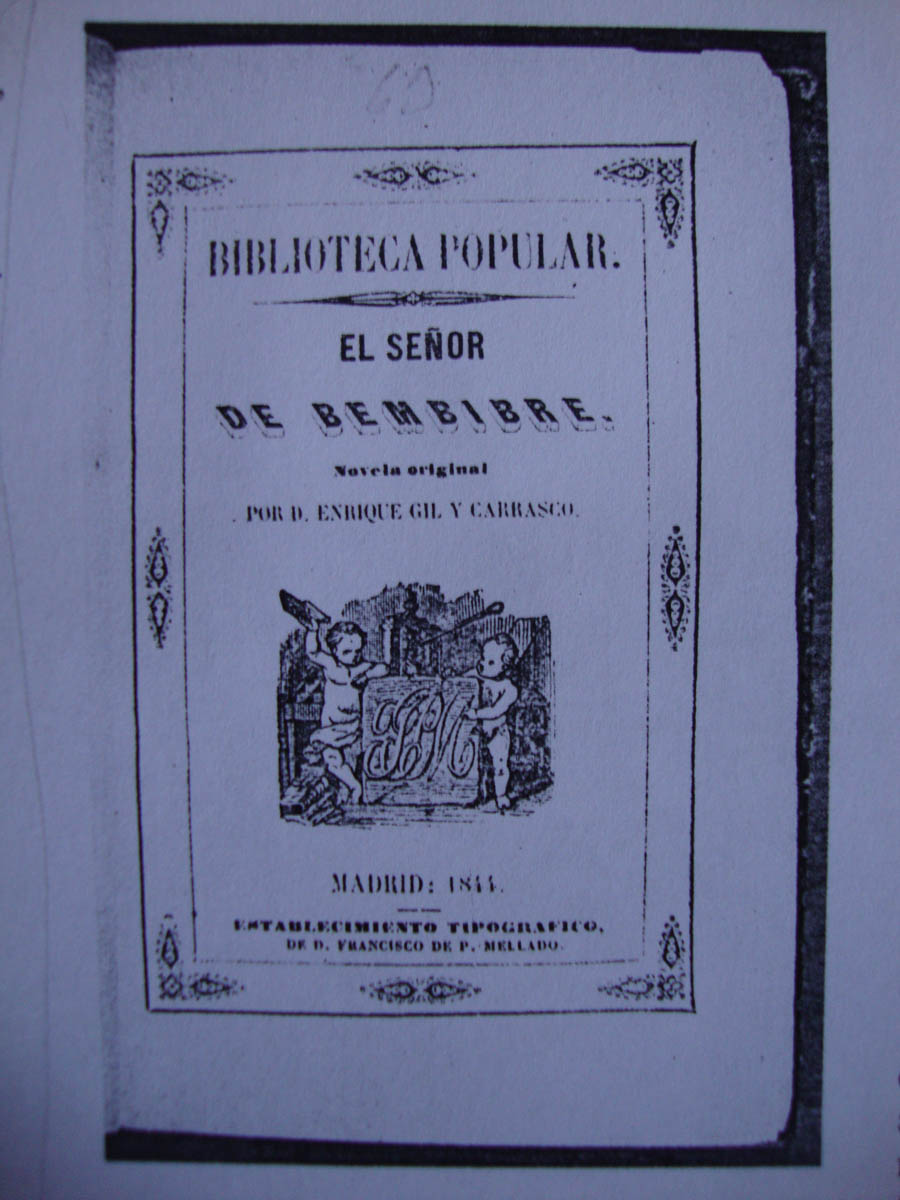 BIBLIOTECA POPULAR.
EL SEÑOR
DE BEMBIBRE.
Novela original
POR D. ENRIQUE GIL Y CARRASCO.
MADRID: 1844.
ESTABLECIMIENTO TIPOGRAFICO,
DE D. FRANCISCO DE P. MELLADO.